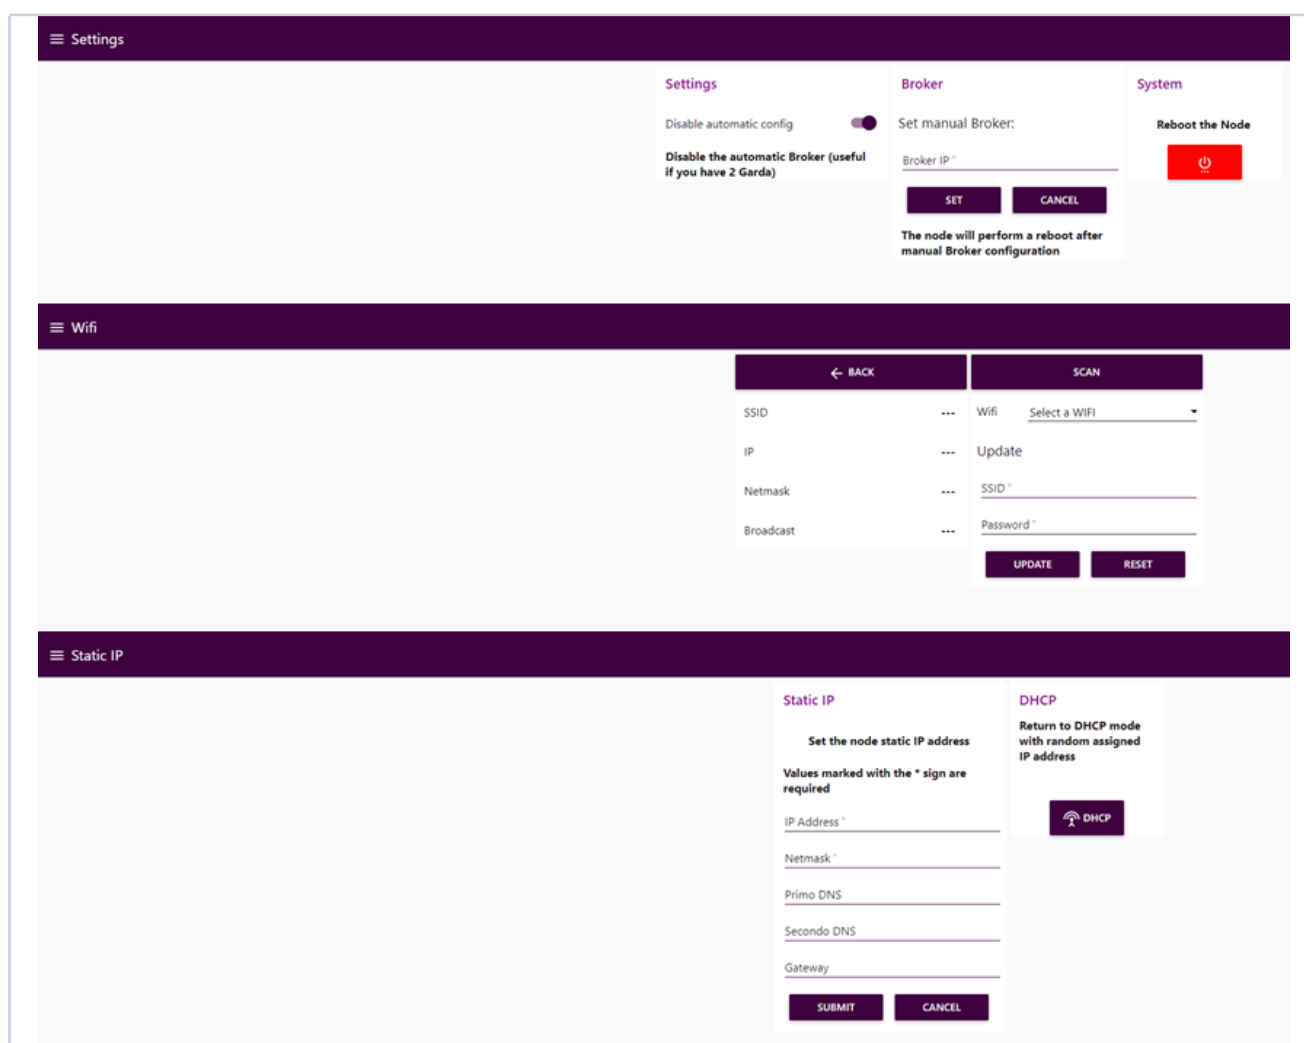 Settings
Settings
Disable automatic config
Disable the automatic Broker (useful
if you have 2 Garda)
Broker
Set manual Broker:
Broker IP *
SET
CANCEL
The node will perform a reboot after
manual Broker configuration
System
Reboot the Node
Wifi
BACK
SSID ---
IP ---
Netmask ---
Broadcast ---
SCAN
Wifi Select a WIFI
Update
SSID *
Password *
UPDATE
RESET
Static IP
Static IP
Set the node static IP address
Values marked with the * sign are
required
IP Address *
Netmask *
Primo DNS
Secondo DNS
Gateway
SUBMIT
CANCEL
DHCP
Return to DHCP mode
with random assigned
IP address
DHCP